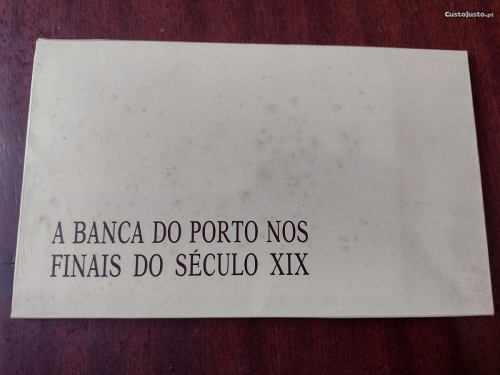 CustoJusto.pt
A BANCA DO PORTO NOS
FINAIS DO SÉCULO XIX